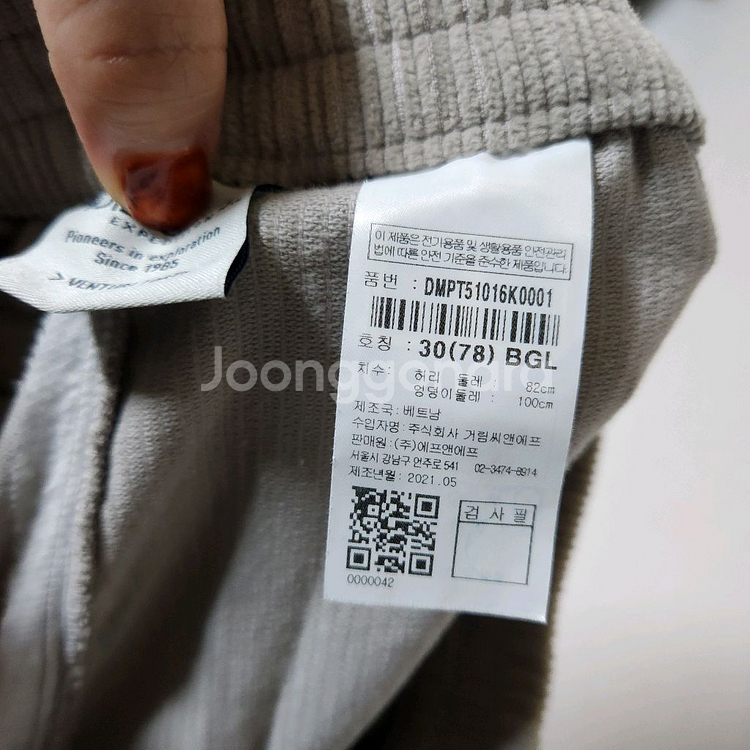 Pioneers in exploration
Since 1985
이 제품은 전기용품 및 생활용품 안전관리
법에 따른 안전 기준을 준수한 제품입니다.
품번 : DMPT51016K0001
호칭 : 30(78) BGL
치수 : 허리 둘레 : 82cm
엉덩이둘레 : 100cm
제조국 : 베트남
수입자명 : 주식회사 거림씨앤에프
판매원 : (주)에프앤에프
서울시 강남구 언주로 541 02-3474-8914
제조년월 : 2021.05
검 사 필
0000042
Joonggonara